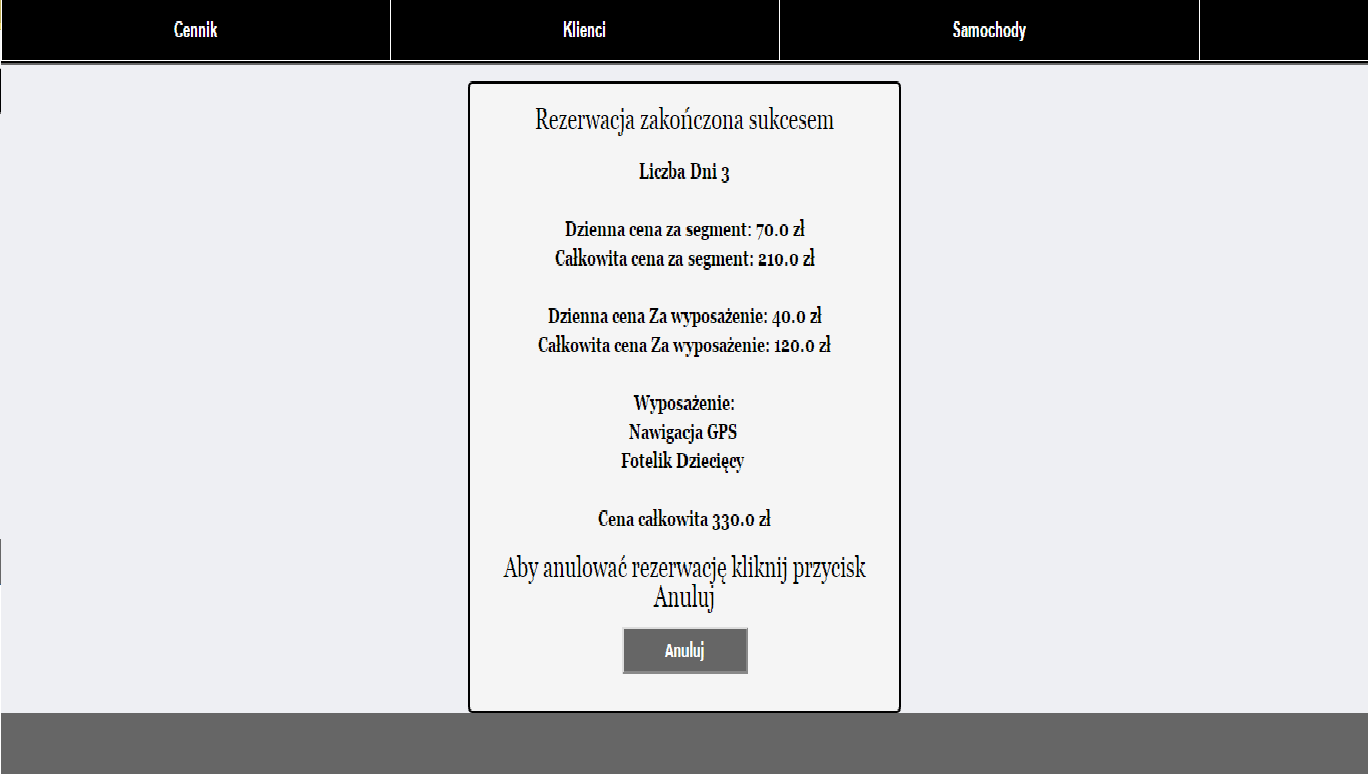 Cennik
Klienci
Samochody
Rezerwacja zakończona sukcesem
Liczba Dni 3
Dzienna cena za segment: 70.0 zł
Całkowita cena za segment: 210.0 zł
Dzienna cena Za wyposażenie: 40.0 zł
Całkowita cena Za wyposażenie: 120.0 zł
Wyposażenie:
Nawigacja GPS
Fotelik Dziecięcy
Cena całkowita 330.0 zł
Aby anulować rezerwację kliknij przycisk
Anuluj
Anuluj